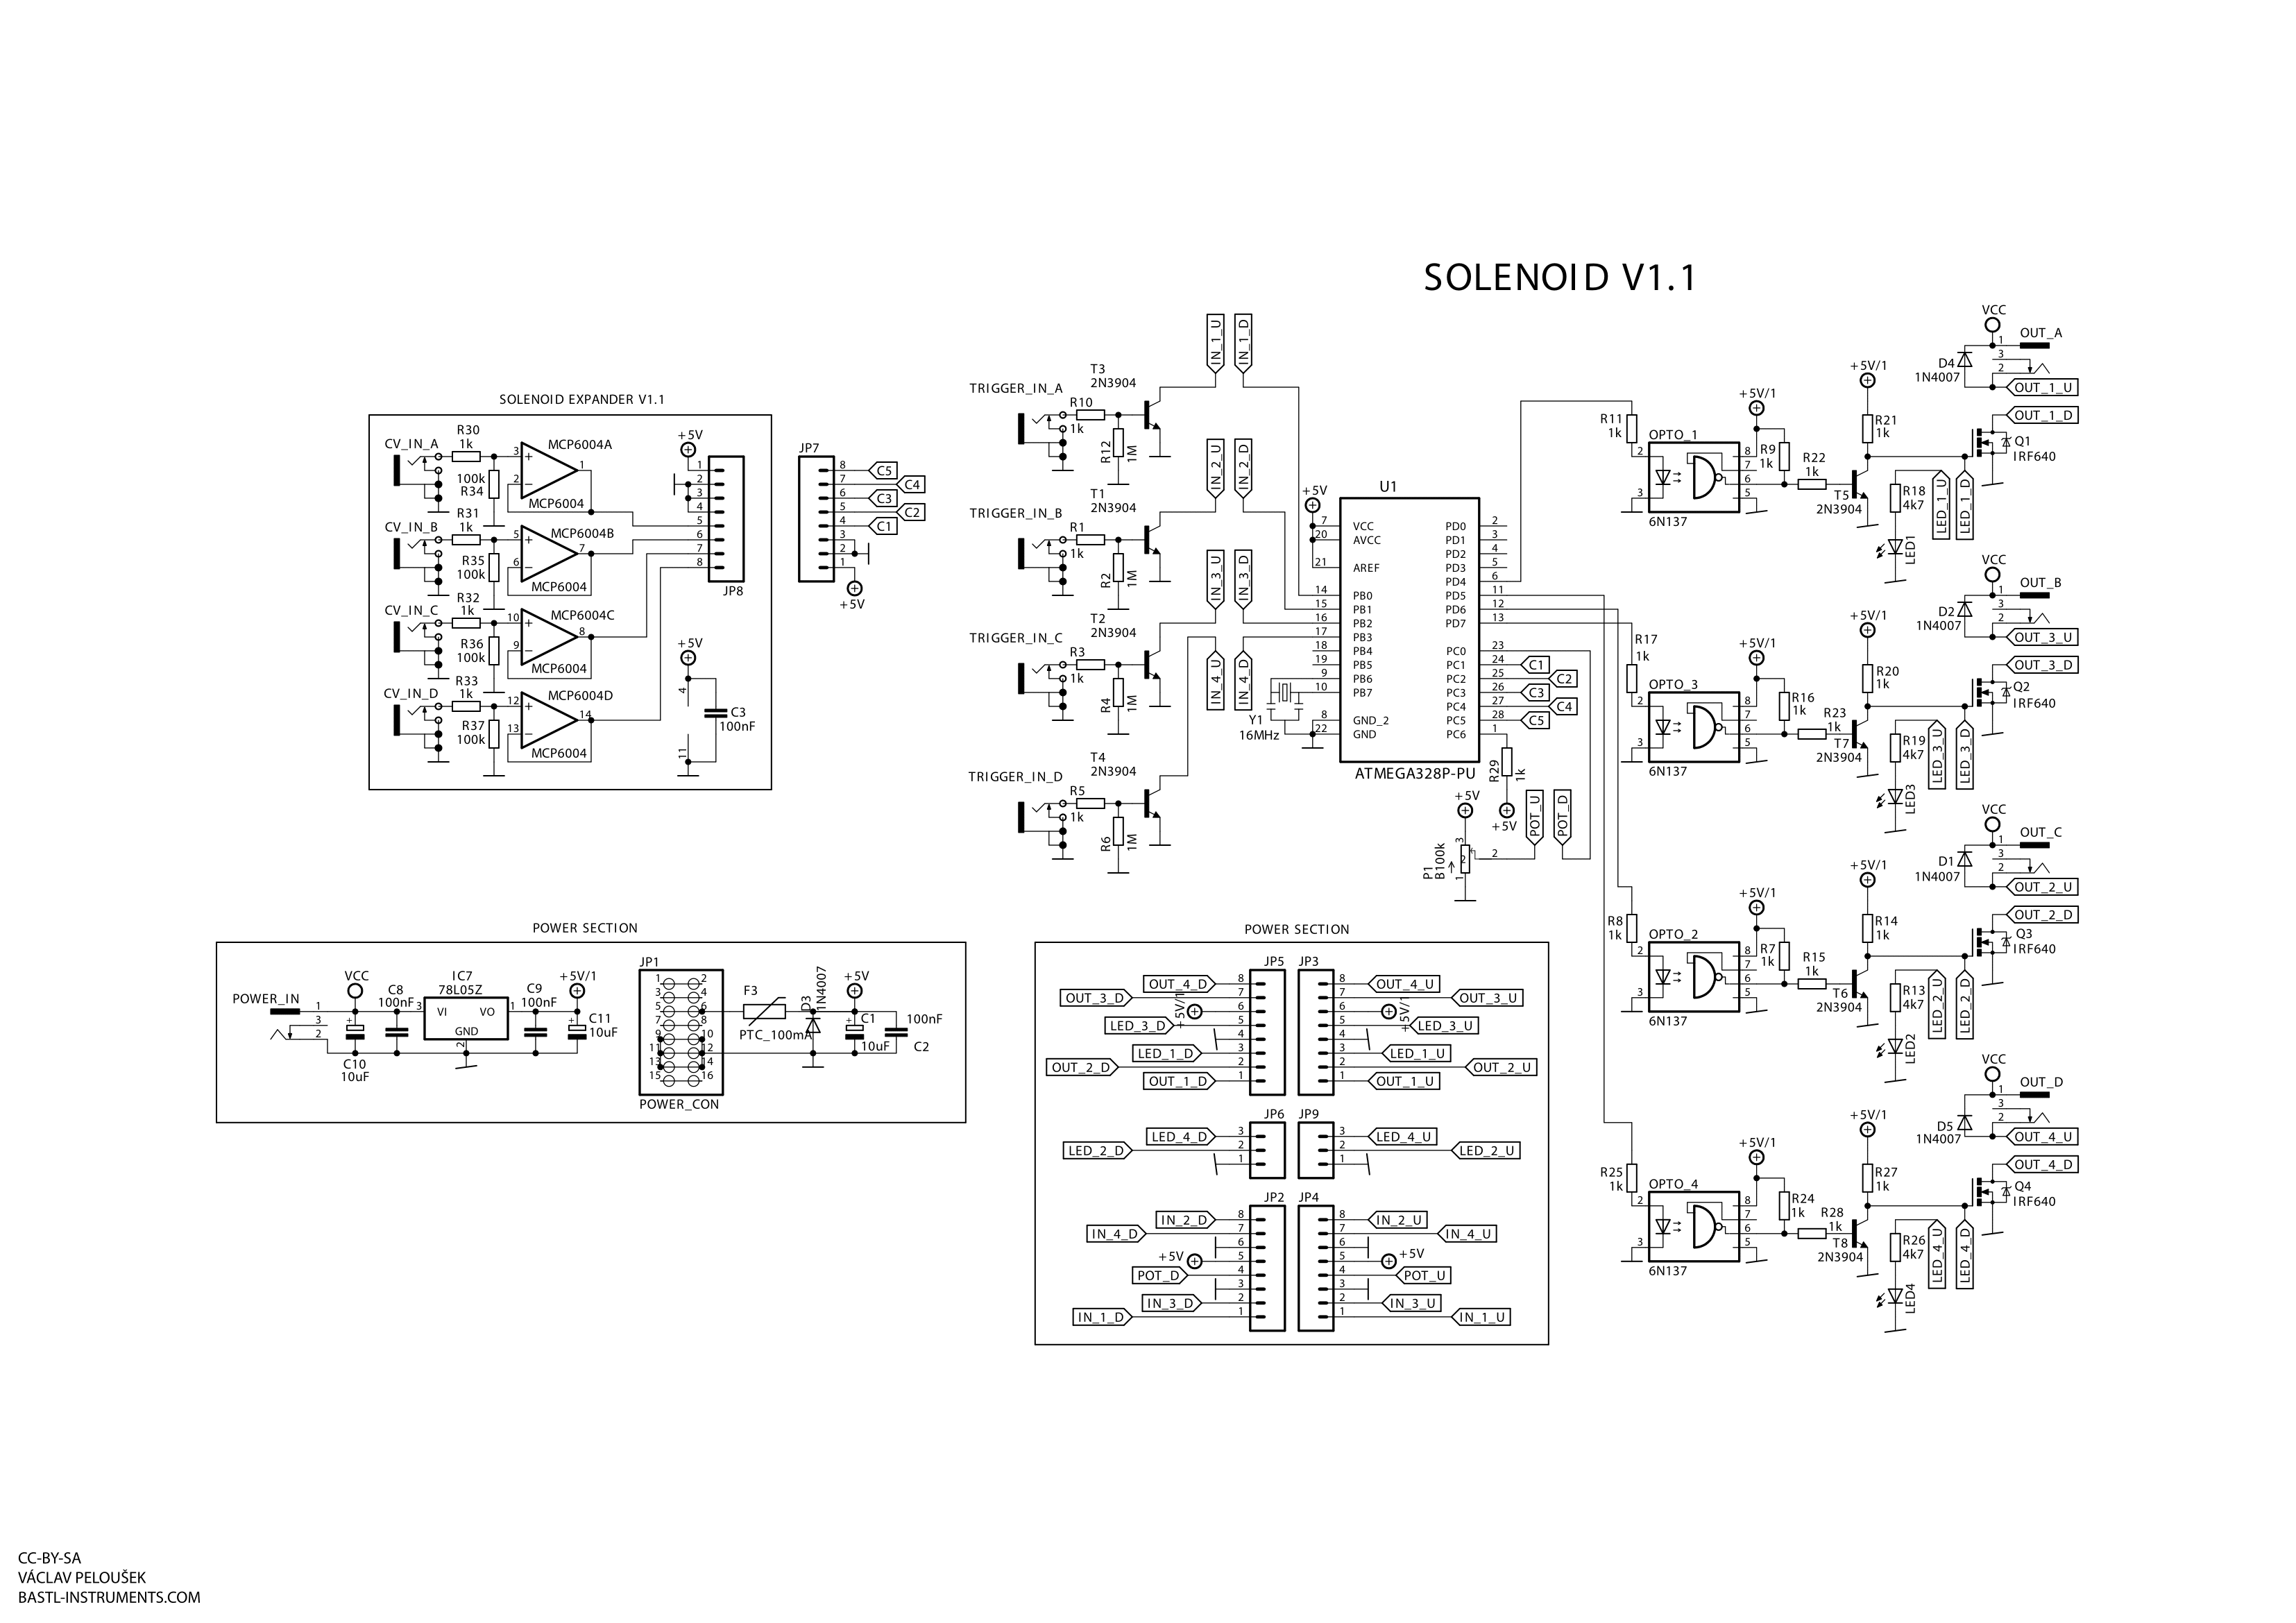 SOLENOID V1.1
SOLENOID EXPANDER V1.1
CV_IN_A
R30
1k
100k
R34
3
2
1
+
-
MCP6004A
MCP6004
CV_IN_B
R31
1k
R35
100k
5
6
7
+
-
MCP6004B
MCP6004
CV_IN_C
R32
1k
R36
100k
10
9
8
+
-
MCP6004C
MCP6004
CV_IN_D
R33
1k
R37
100k
12
13
14
+
-
MCP6004D
MCP6004
+5V
1
2
3
4
5
6
7
8
JP8
+5V
4
11
C3
100nF
JP7
8
7
6
5
4
3
2
1
C5
C4
C3
C2
C1
+5V
TRIGGER_IN_A
R10
1k
R12
1M
T3
2N3904
IN_1_U
IN_1_D
TRIGGER_IN_B
R1
1k
R2
1M
T1
2N3904
IN_2_U
IN_2_D
TRIGGER_IN_C
R3
1k
R4
1M
T2
2N3904
IN_3_U
IN_3_D
TRIGGER_IN_D
R5
1k
R6
1M
T4
2N3904
IN_4_U
IN_4_D
U1
+5V
7 VCC
20 AVCC
21 AREF
14 PB0
15 PB1
16 PB2
17 PB3
18 PB4
19 PB5
9 PB6
10 PB7
8 GND_2
22 GND
PD0 2
PD1 3
PD2 4
PD3 5
PD4 6
PD5 11
PD6 12
PD7 13
PC0 23
PC1 24
PC2 25
PC3 26
PC4 27
PC5 28
PC6 1
C1
C2
C3
C4
C5
ATMEGA328P-PU
Y1
16MHz
R29
1k
+5V
+5V
P1
B100k
3
2
1
2
POT_U
POT_D
R11
1k
OPTO_1
2
3
8
7
6
5
6N137
+5V/1
R9
1k
R22
1k
+5V/1
R21
1k
T5
2N3904
R18
4k7
LED1
LED_1_U
LED_1_D
VCC
D4
1N4007
1
3
2
OUT_A
OUT_1_U
OUT_1_D
Q1
IRF640
R17
1k
OPTO_3
2
3
8
7
6
5
6N137
+5V/1
R16
1k
R23
1k
+5V/1
R20
1k
T7
2N3904
R19
4k7
LED3
LED_3_U
LED_3_D
VCC
D2
1N4007
1
3
2
OUT_B
OUT_3_U
OUT_3_D
Q2
IRF640
R8
1k
OPTO_2
2
3
8
7
6
5
6N137
+5V/1
R7
1k
R15
1k
+5V/1
R14
1k
T6
2N3904
R13
4k7
LED2
LED_2_U
LED_2_D
VCC
D1
1N4007
1
3
2
OUT_C
OUT_2_U
OUT_2_D
Q3
IRF640
R25
1k
OPTO_4
2
3
8
7
6
5
6N137
+5V/1
R24
1k
R28
1k
+5V/1
R27
1k
T8
2N3904
R26
4k7
LED4
LED_4_U
LED_4_D
VCC
D5
1N4007
1
3
2
OUT_D
OUT_4_U
OUT_4_D
Q4
IRF640
POWER SECTION
POWER_IN
1
3
2
VCC
C10
10uF
C8
100nF
IC7
78L05Z
3
VI
VO
1
GND
2
C9
100nF
+5V/1
C11
10uF
JP1
1 2
3 4
5 6
7 8
9 10
11 12
13 14
15 16
POWER_CON
F3
PTC_100mA
D3
1N4007
+5V
C1
10uF
100nF
C2
POWER SECTION
JP5
JP3
OUT_4_D 8
OUT_3_D 7
+5V/1 6
LED_3_D 5
4
LED_1_D 3
OUT_2_D 2
OUT_1_D 1
8 OUT_4_U
7 OUT_3_U
6 +5V/1
5 LED_3_U
4
3 LED_1_U
2 OUT_2_U
1 OUT_1_U
JP6
JP9
LED_4_D 3
LED_2_D 2
1
3 LED_4_U
2 LED_2_U
1
JP2
JP4
IN_2_D 8
IN_4_D 7
6
+5V 5
POT_D 4
3
IN_3_D 2
IN_1_D 1
8 IN_2_U
7 IN_4_U
6
5 +5V
4 POT_U
3
2 IN_3_U
1 IN_1_U
CC-BY-SA
VÁCLAV PELOUŠEK
BASTL-INSTRUMENTS.COM